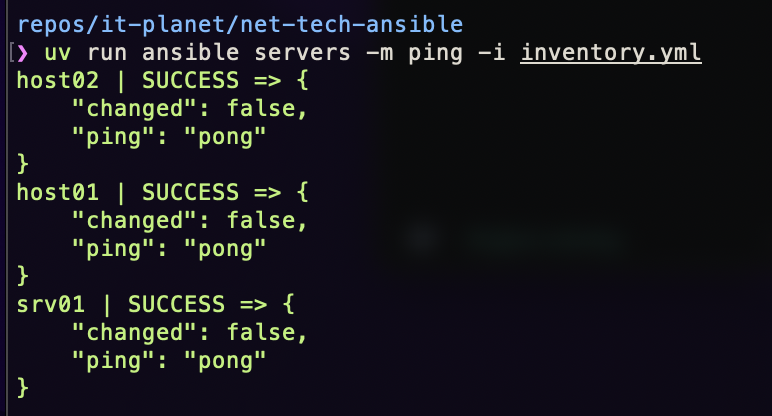 repos/it-planet/net-tech-ansible
[❯ uv run ansible servers -m ping -i inventory.yml
host02 | SUCCESS => {
    "changed": false,
    "ping": "pong"
}
host01 | SUCCESS => {
    "changed": false,
    "ping": "pong"
}
srv01 | SUCCESS => {
    "changed": false,
    "ping": "pong"
}